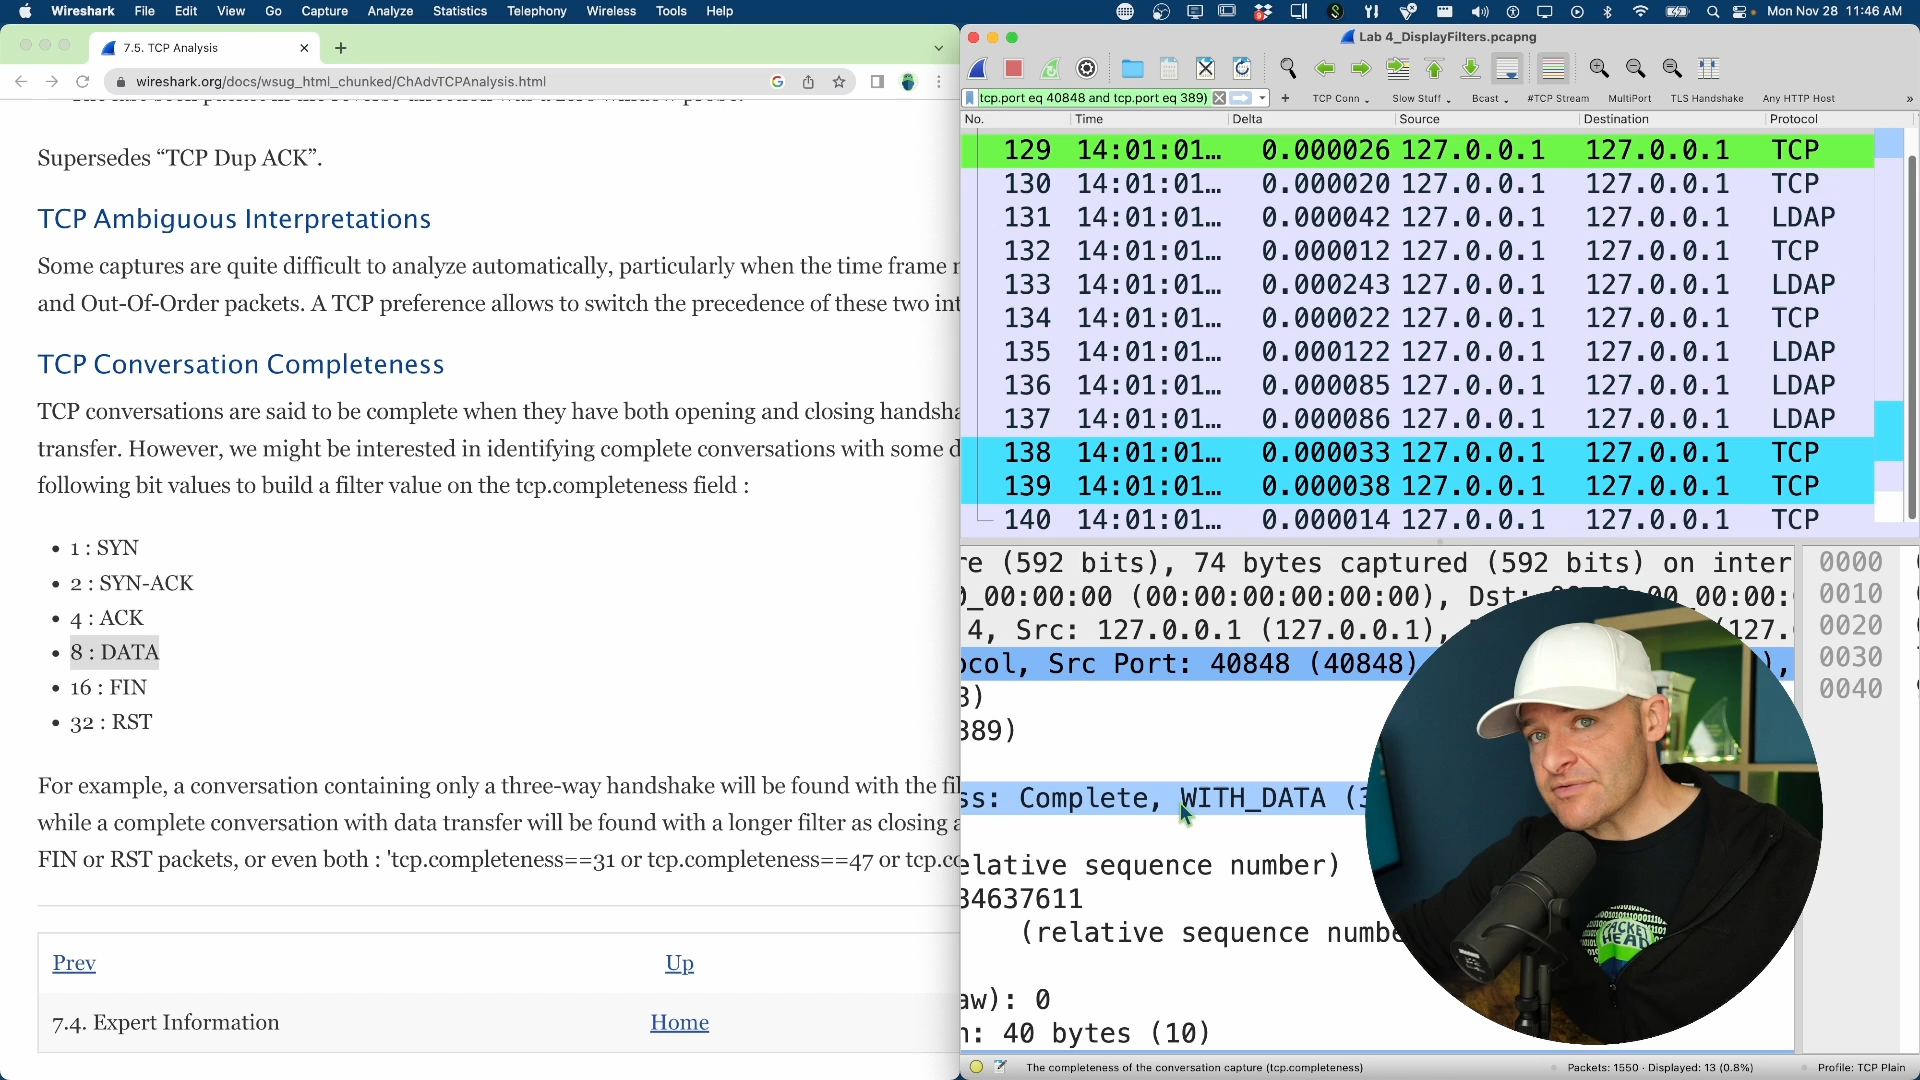 Wireshark File Edit View Go Capture Analyze Statistics Telephony Wireless Tools Help
Mon Nov 28 11:46 AM
7.5. TCP Analysis
wireshark.org/docs/wsug_html_chunked/ChAdvTCPAnalysis.html
Supersedes “TCP Dup ACK”.
TCP Ambiguous Interpretations
Some captures are quite difficult to analyze automatically, particularly when the time frame
and Out-Of-Order packets. A TCP preference allows to switch the precedence of these two
TCP Conversation Completeness
TCP conversations are said to be complete when they have both opening and closing
transfer. However, we might be interested in identifying complete conversations with some
following bit values to build a filter value on the tcp.completeness field :
• 1 : SYN
• 2 : SYN-ACK
• 4 : ACK
• 8 : DATA
• 16 : FIN
• 32 : RST
For example, a conversation containing only a three-way handshake will be found with the
while a complete conversation with data transfer will be found with a longer filter as closing
FIN or RST packets, or even both : 'tcp.completeness==31 or tcp.completeness==47 or
Prev Up
7.4. Expert Information Home
Lab 4_DisplayFilters.pcapng
tcp.port eq 40848 and tcp.port eq 389)
+ TCP Conn Slow Stuff Bcast #TCP Stream MultiPort TLS Handshake Any HTTP Host »
No. Time Delta Source Destination Protocol
129 14:01:01… 0.000026 127.0.0.1 127.0.0.1 TCP
130 14:01:01… 0.000020 127.0.0.1 127.0.0.1 TCP
131 14:01:01… 0.000042 127.0.0.1 127.0.0.1 LDAP
132 14:01:01… 0.000012 127.0.0.1 127.0.0.1 TCP
133 14:01:01… 0.000243 127.0.0.1 127.0.0.1 LDAP
134 14:01:01… 0.000022 127.0.0.1 127.0.0.1 TCP
135 14:01:01… 0.000122 127.0.0.1 127.0.0.1 LDAP
136 14:01:01… 0.000085 127.0.0.1 127.0.0.1 LDAP
137 14:01:01… 0.000086 127.0.0.1 127.0.0.1 LDAP
138 14:01:01… 0.000033 127.0.0.1 127.0.0.1 TCP
139 14:01:01… 0.000038 127.0.0.1 127.0.0.1 TCP
140 14:01:01… 0.000014 127.0.0.1 127.0.0.1 TCP
(592 bits), 74 bytes captured (592 bits) on inter
_00:00:00 (00:00:00:00:00:00), Dst:
4, Src: 127.0.0.1 (127.0.0.1),
ocol, Src Port: 40848 (40848)
389)
ss: Complete, WITH_DATA (3
elative sequence number)
34637611
(relative sequence numbe
aw): 0
n: 40 bytes (10)
0000
0010
0020
0030
0040
PACKET
HEAD
The completeness of the conversation capture (tcp.completeness)
Packets: 1550 · Displayed: 13 (0.8%)
Profile: TCP Plain